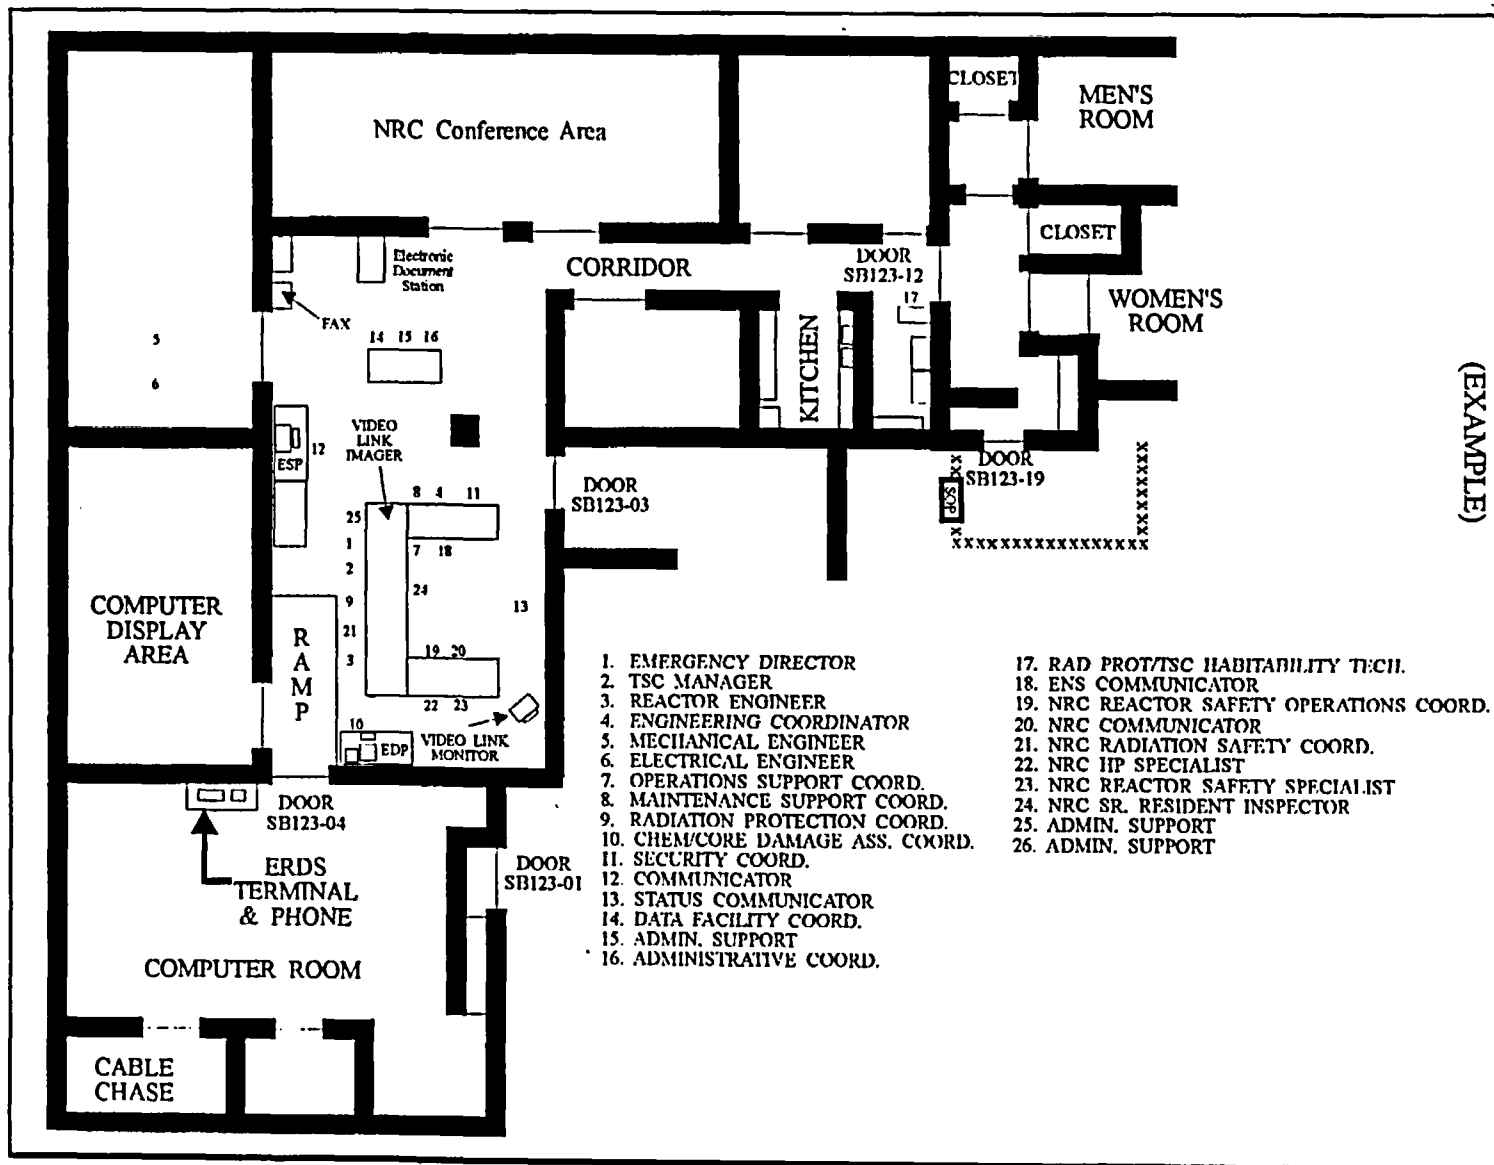 CLOSET
MEN'S
ROOM
NRC Conference Area
CLOSET
Electronic
Document
Station
CORRIDOR
DOOR
SB123-12
17
WOMEN'S
ROOM
FAX
KITCHEN
5
6
14 15 16
(EXAMPLE)
VIDEO
LINK
IMAGER
ESP
12
DOOR
SB123-19
SOP
x x
x x
xxxxxxxxxxxxxxxxx
xxxxxxxxxx
DOOR
SB123-03
8 4 11
25
1
7 18
2
24
9
13
21
3
19 20
22 23
COMPUTER
DISPLAY
AREA
RAMP
10
EDP
VIDEO LINK
MONITOR
DOOR
SB123-04
ERDS
TERMINAL
& PHONE
DOOR
SB123-01
COMPUTER ROOM
CABLE
CHASE
1. EMERGENCY DIRECTOR
2. TSC MANAGER
3. REACTOR ENGINEER
4. ENGINEERING COORDINATOR
5. MECHANICAL ENGINEER
6. ELECTRICAL ENGINEER
7. OPERATIONS SUPPORT COORD.
8. MAINTENANCE SUPPORT COORD.
9. RADIATION PROTECTION COORD.
10. CHEM/CORE DAMAGE ASS. COORD.
11. SECURITY COORD.
12. COMMUNICATOR
13. STATUS COMMUNICATOR
14. DATA FACILITY COORD.
15. ADMIN. SUPPORT
16. ADMINISTRATIVE COORD.
17. RAD PROT/TSC HABITABILITY TECH.
18. ENS COMMUNICATOR
19. NRC REACTOR SAFETY OPERATIONS COORD.
20. NRC COMMUNICATOR
21. NRC RADIATION SAFETY COORD.
22. NRC HP SPECIALIST
23. NRC REACTOR SAFETY SPECIALIST
24. NRC SR. RESIDENT INSPECTOR
25. ADMIN. SUPPORT
26. ADMIN. SUPPORT